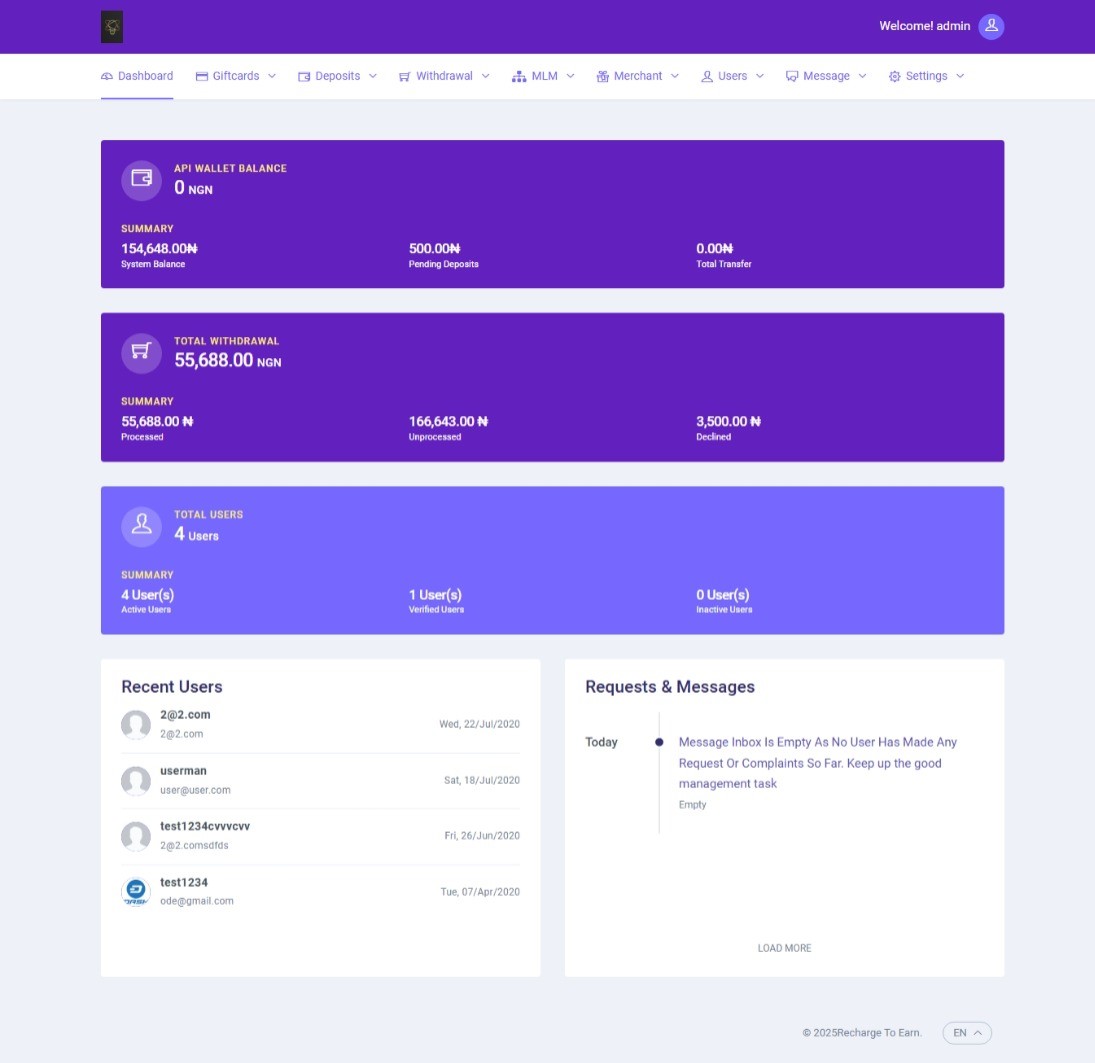 Welcome! admin
Dashboard Giftcards Deposits Withdrawal MLM Merchant Users Message Settings
API WALLET BALANCE
0 NGN
SUMMARY
154,648.00₦ 500.00₦ 0.00₦
System Balance Pending Deposits Total Transfer
TOTAL WITHDRAWAL
55,688.00 NGN
SUMMARY
55,688.00 ₦ 166,643.00 ₦ 3,500.00 ₦
Processed Unprocessed Declined
TOTAL USERS
4 Users
SUMMARY
4 User(s) 1 User(s) 0 User(s)
Active Users Verified Users Inactive Users
Recent Users
2@2.com
2@2.com
Wed, 22/Jul/2020
userman
user@user.com
Sat, 18/Jul/2020
test1234cvvvcvv
2@2.comsdfds
Fri, 26/Jun/2020
DASH
test1234
ode@gmail.com
Tue, 07/Apr/2020
Requests & Messages
Today
Message Inbox Is Empty As No User Has Made Any
Request Or Complaints So Far. Keep up the good
management task
Empty
LOAD MORE
© 2025Recharge To Earn.
EN